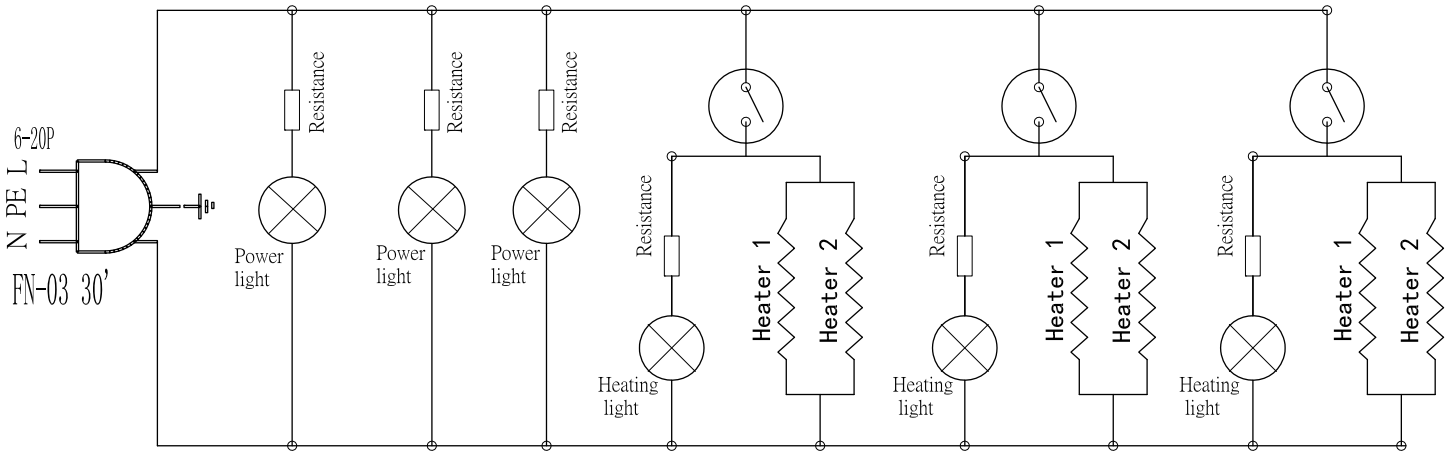 6-20P
L
PE
N
FN-03 30'
Resistance
Power
light
Resistance
Power
light
Resistance
Power
light
Resistance
Heating
light
Heater 1
Heater 2
Resistance
Heating
light
Heater 1
Heater 2
Resistance
Heating
light
Heater 1
Heater 2